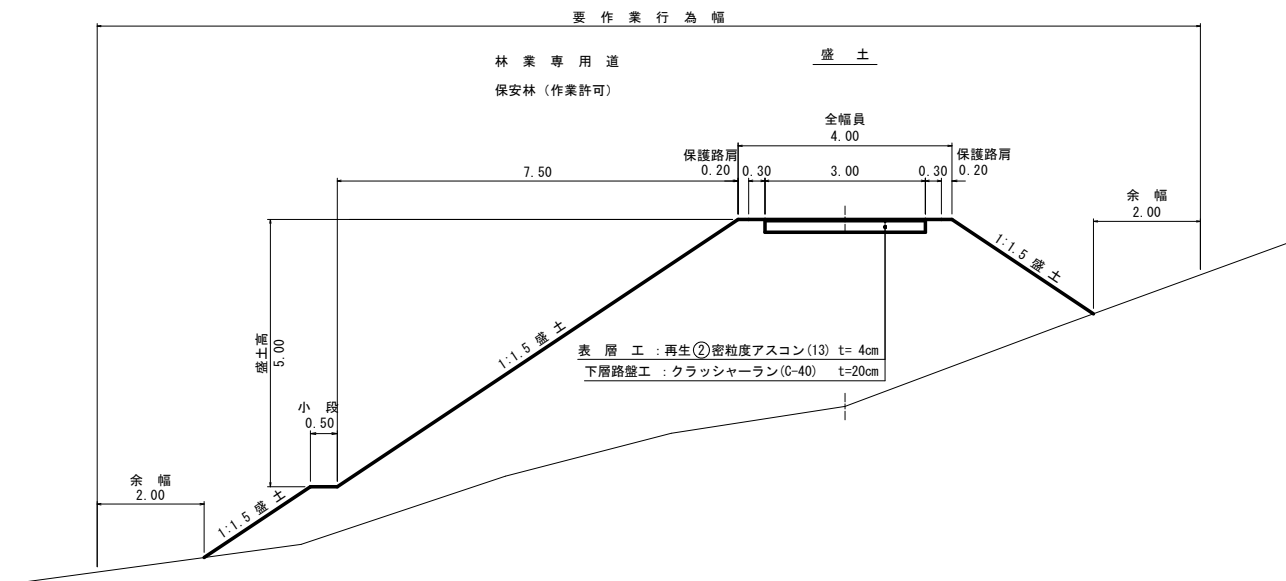 要 作 業 行 為 幅
林 業 専 用 道
盛 土
保安林（作業許可）
全幅員
4.00
保護路肩
0.20
0.30
3.00
0.30
保護路肩
0.20
7.50
余 幅
2.00
1:1.5 盛 土
1:1.5 盛 土
盛土高
5.00
表 層 工 ：再生②密粒度アスコン(13) t= 4cm
下層路盤工 ：クラッシャーラン(C-40) t=20cm
小 段
0.50
余 幅
2.00
1:1.5 盛 土